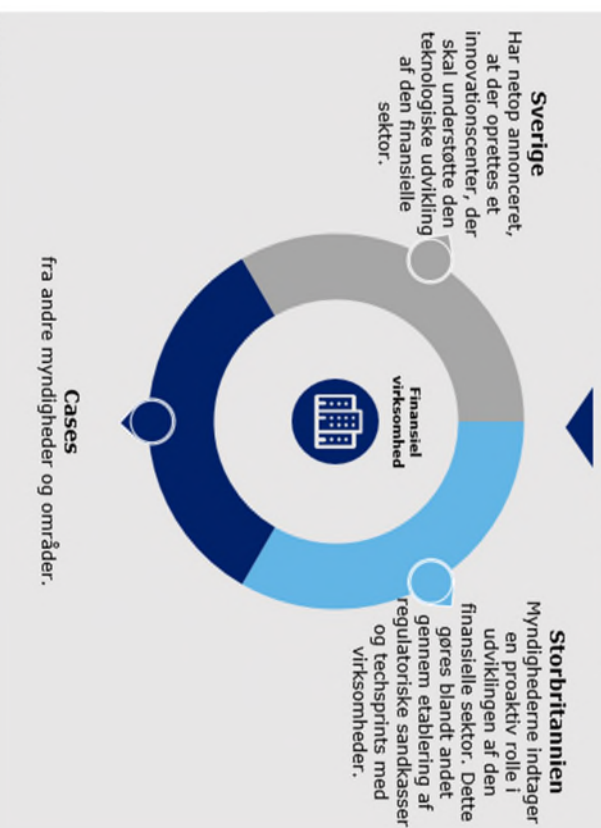 Sverige
Har netop annonceret,
at der oprettes et
innovationscenter, der
skal understøtte den
teknologiske udvikling
af den finansielle
sektor.
Storbritannien
Myndighederne indtager
en proaktiv rolle i
udviklingen af den
finansielle sektor. Dette
gøres blandt andet
gennem etablering af
regulatoriske sandkasser
og techsprints med
virksomheder.
Finansiel
virksomhed
Cases
fra andre myndigheder og områder.